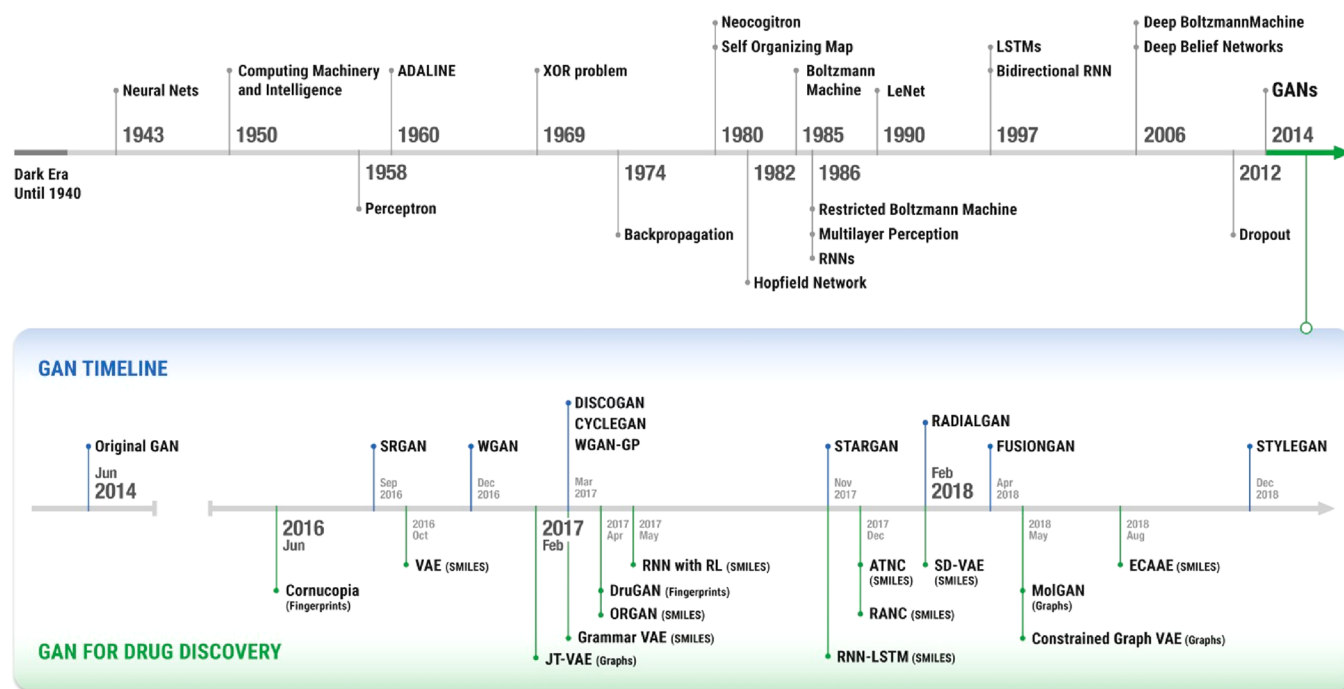 Neocogitron
Self Organizing Map
Deep BoltzmannMachine
Deep Belief Networks
LSTMs
Bidirectional RNN
Computing Machinery
and Intelligence
ADALINE
XOR problem
Boltzmann
Machine
Neural Nets
LeNet
GANs
1943
1950
1960
1969
1980
1985
1990
1997
2006
2014
Dark Era
Until 1940
1958
1974
1982
1986
2012
Perceptron
Restricted Boltzmann Machine
Backpropagation
Multilayer Perception
Dropout
RNNs
Hopfield Network
GAN TIMELINE
DISCOGAN
CYCLEGAN
WGAN-GP
RADIALGAN
Original GAN
SRGAN
WGAN
STARGAN
FUSIONGAN
STYLEGAN
Jun
2014
Sep
2016
Dec
2016
Mar
2017
Nov
2017
Feb
2018
Apr
2018
Dec
2018
2016
Jun
2016
Oct
2017
Feb
2017
Apr
2017
May
2017
Dec
2018
May
2018
Aug
VAE (SMILES)
RNN with RL (SMILES)
ATNC
(SMILES)
SD-VAE
(SMILES)
ECAAE (SMILES)
Cornucopia
(Fingerprints)
DruGAN (Fingerprints)
MolGAN
(Graphs)
ORGAN (SMILES)
RANC (SMILES)
Grammar VAE (SMILES)
Constrained Graph VAE (Graphs)
GAN FOR DRUG DISCOVERY
JT-VAE (Graphs)
RNN-LSTM (SMILES)